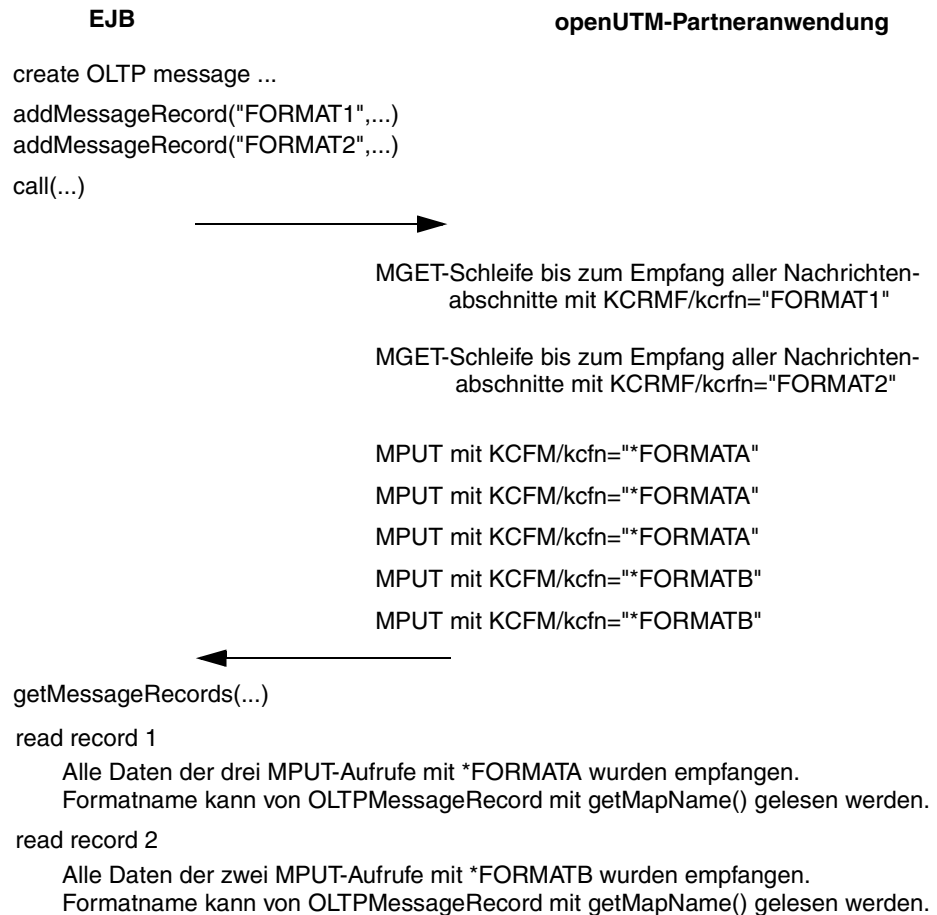 EJB
openUTM-Partneranwendung
create OLTP message ...
addMessageRecord("FORMAT1",...)
addMessageRecord("FORMAT2",...)
call(...)
MGET-Schleife bis zum Empfang aller Nachrichten-
abschnitte mit KCRMF/kcrfn="FORMAT1"
MGET-Schleife bis zum Empfang aller Nachrichten-
abschnitte mit KCRMF/kcrfn="FORMAT2"
MPUT mit KCFM/kcfn="*FORMATA"
MPUT mit KCFM/kcfn="*FORMATA"
MPUT mit KCFM/kcfn="*FORMATA"
MPUT mit KCFM/kcfn="*FORMATB"
MPUT mit KCFM/kcfn="*FORMATB"
getMessageRecords(...)
read record 1
Alle Daten der drei MPUT-Aufrufe mit *FORMATA wurden empfangen.
Formatname kann von OLTPMessageRecord mit getMapName() gelesen werden.
read record 2
Alle Daten der zwei MPUT-Aufrufe mit *FORMATB wurden empfangen.
Formatname kann von OLTPMessageRecord mit getMapName() gelesen werden.